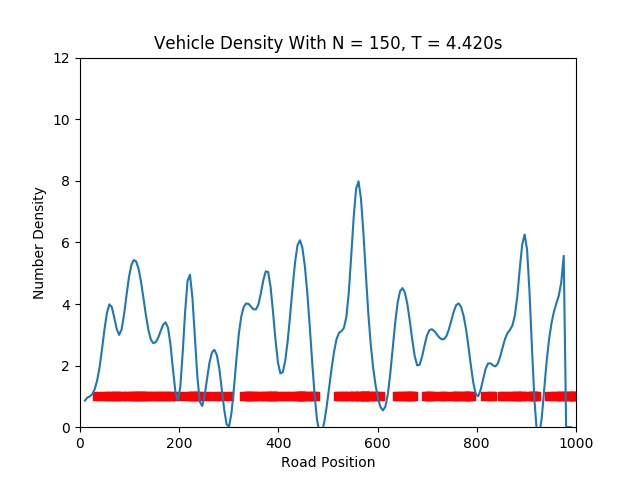 Vehicle Density With N = 150, T = 4.420s
12
10
8
6
4
2
0
Number Density
0 200 400 600 800 1000
Road Position